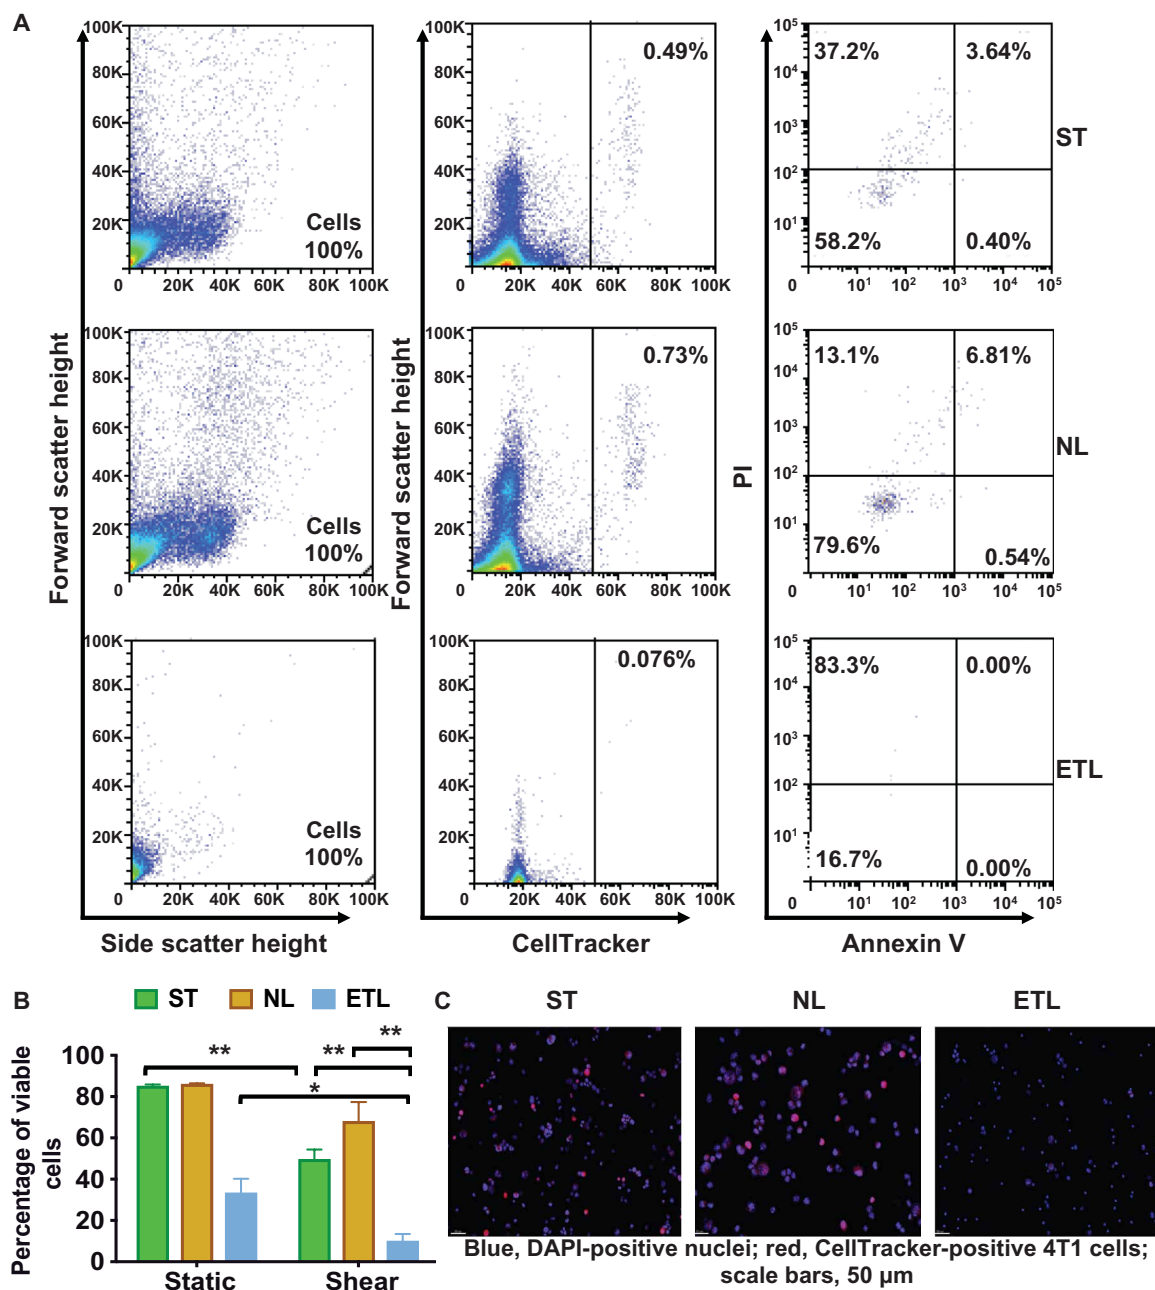 A
100K
80K
60K
40K
20K
0 20K 40K 60K 80K 100K
Cells
100%
100K
80K
60K
40K
20K
0 20K 40K 60K 80K 100K
0.49%
10⁵
10⁴
10³
10²
10¹
0 10¹ 10² 10³ 10⁴ 10⁵
37.2% 3.64%
58.2% 0.40%
ST
100K
80K
60K
40K
20K
0 20K 40K 60K 80K 100K
Cells
100%
100K
80K
60K
40K
20K
0 20K 40K 60K 80K 100K
0.73%
10⁵
10⁴
10³
10²
10¹
0 10¹ 10² 10³ 10⁴ 10⁵
13.1% 6.81%
79.6% 0.54%
NL
100K
80K
60K
40K
20K
0 20K 40K 60K 80K 100K
Cells
100%
100K
80K
60K
40K
20K
0 20K 40K 60K 80K 100K
0.076%
10⁵
10⁴
10³
10²
10¹
0 10¹ 10² 10³ 10⁴ 10⁵
83.3% 0.00%
16.7% 0.00%
ETL
Forward scatter height
Forward scatter height
PI
Side scatter height
CellTracker
Annexin V
B
ST NL ETL
Percentage of viable
cells
100
80
60
40
20
0
** ** ** *
Static Shear
C
ST NL ETL
Blue, DAPI-positive nuclei; red, CellTracker-positive 4T1 cells;
scale bars, 50 µm